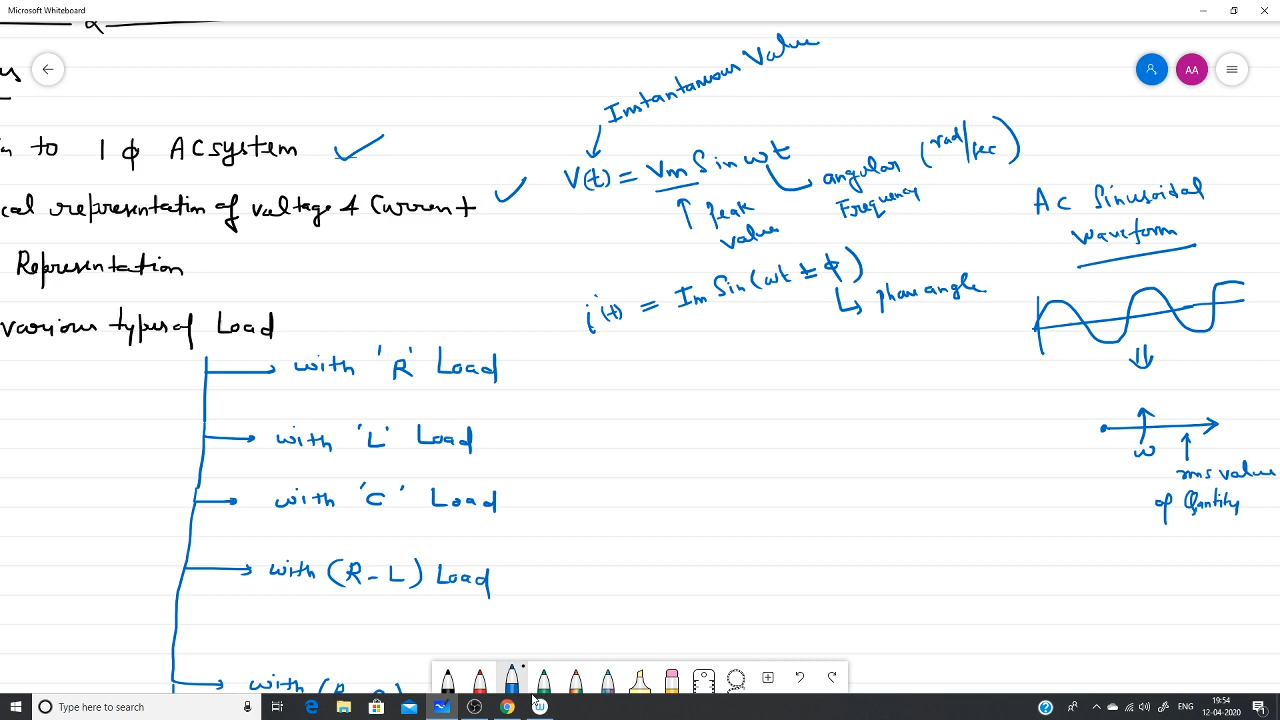 Microsoft Whiteboard
to 1 ϕ AC system
cal representation of voltage & Current
Representation
various types of Load
with 'R' Load
with 'L' Load
with 'C' Load
with (R-L) Load
Instantanous Value
V(t) = Vm Sin ωt
angular Frequency (rad/sec)
Peak value
i(t) = Im Sin (ωt ± ϕ)
phase angle
AC Sinusoidal
waveform
ω
rms value
of Quantity
AA
Type here to search
ENG
19:54
12-04-2020